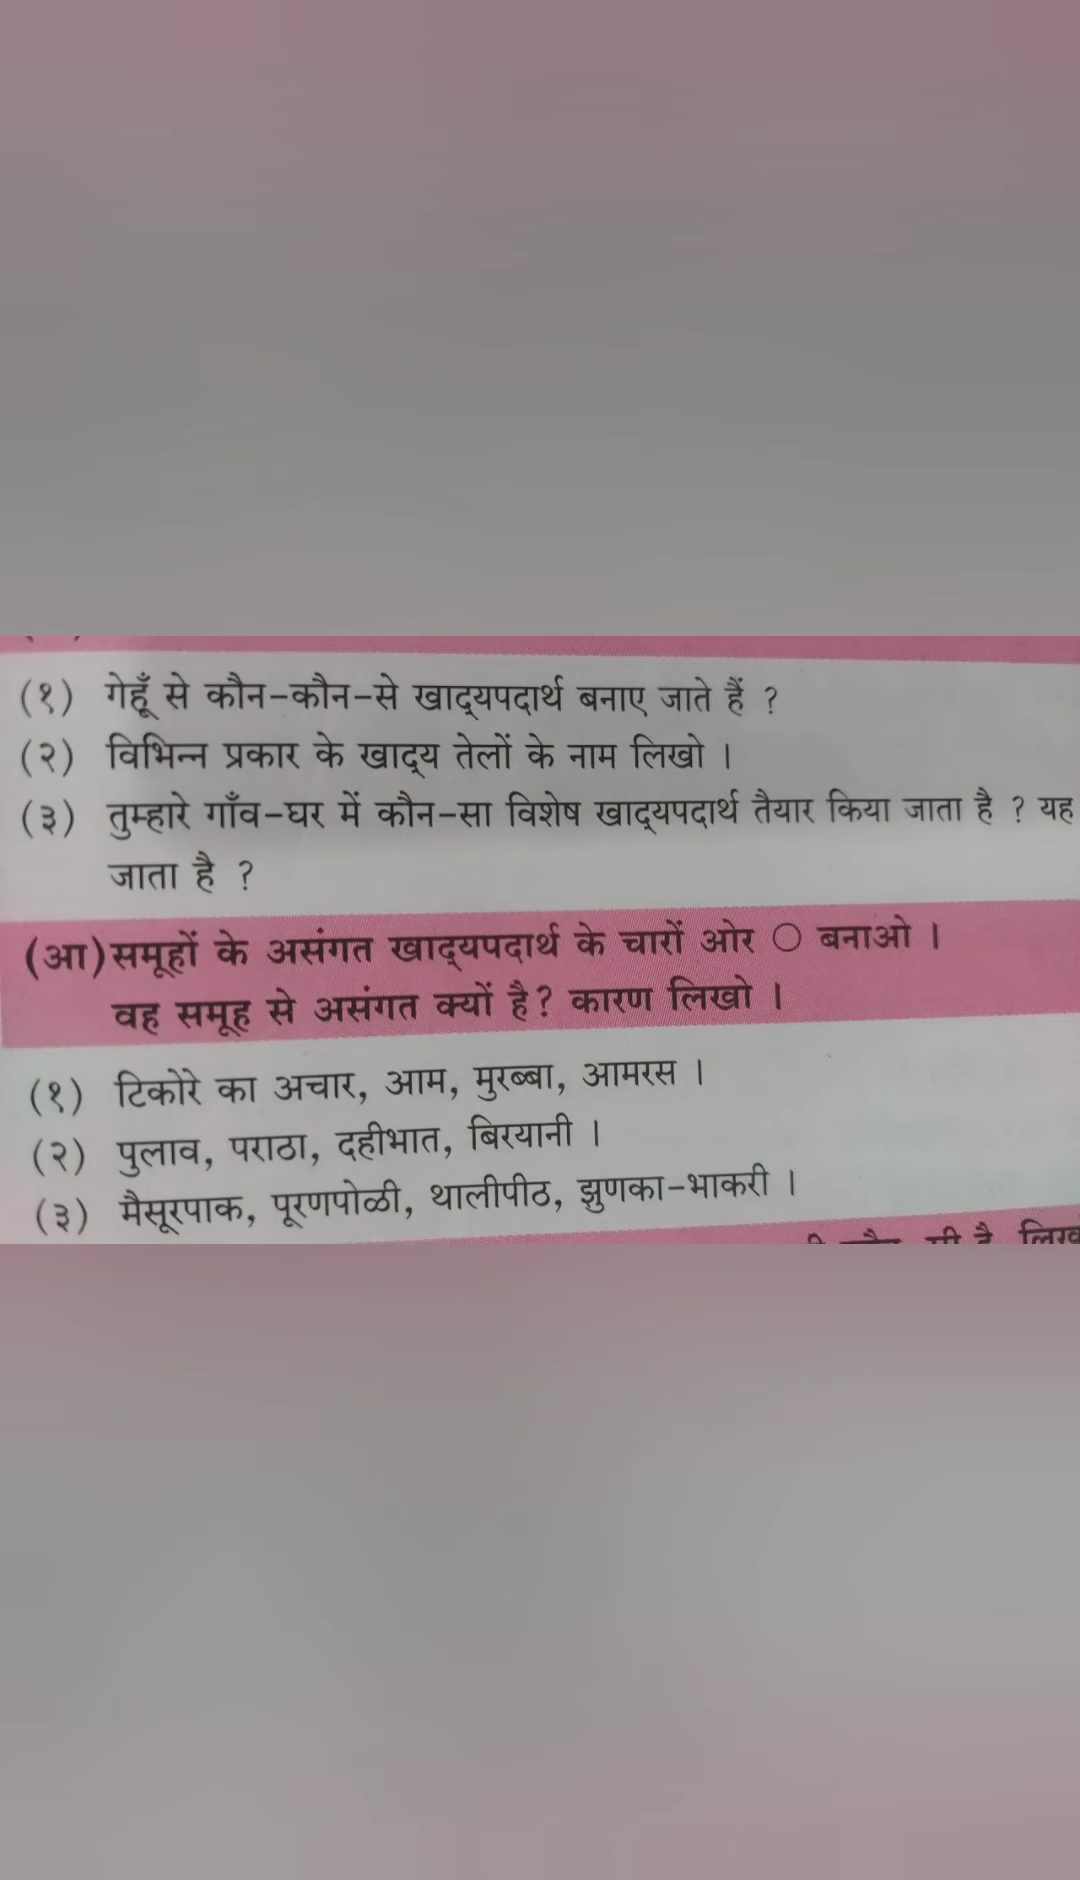 (१) गेहूँ से कौन-कौन-से खाद्‌यपदार्थ बनाए जाते हैं ?
(२) विभिन्न प्रकार के खाद्‌य तेलों के नाम लिखो ।
(३) तुम्हारे गाँव-घर में कौन-सा विशेष खाद्‌यपदार्थ तैयार किया जाता है ? यह
जाता है ?
(आ) समूहों के असंगत खाद्‌यपदार्थ के चारों ओर ○ बनाओ ।
वह समूह से असंगत क्यों है? कारण लिखो ।
(१) टिकोरे का अचार, आम, मुरब्बा, आमरस ।
(२) पुलाव, पराठा, दहीभात, बिरयानी ।
(३) मैसूरपाक, पूरणपोळी, थालीपीठ, झुणका-भाकरी ।